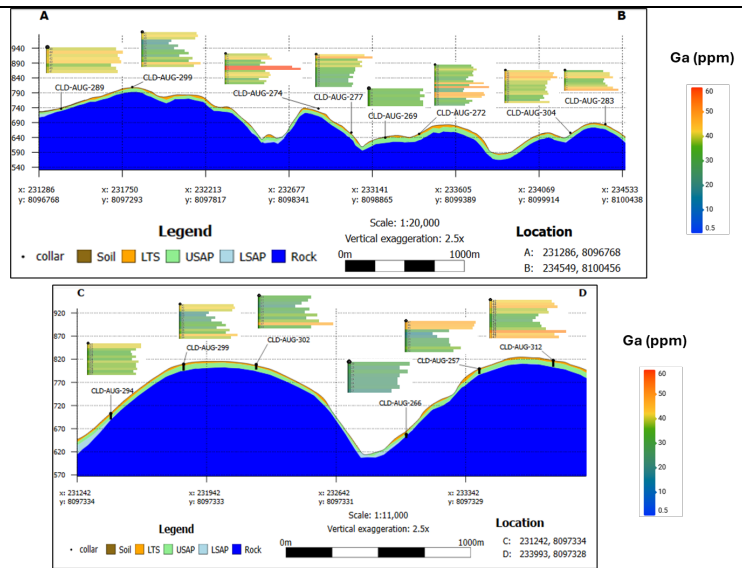 A
B
Ga (ppm)
940
890
840
790
740
690
640
590
540
CLD-AUG-289
CLD-AUG-299
CLD-AUG-274
CLD-AUG-277
CLD-AUG-269
CLD-AUG-272
CLD-AUG-304
CLD-AUG-283
60
50
40
30
20
10
0.5
x: 231286 x: 231750 x: 232213 x: 232677 x: 233141 x: 233605 x: 234069 x: 234533
y: 8096768 y: 8097293 y: 8097817 y: 8098341 y: 8098865 y: 8099389 y: 8099914 y: 8100438
Legend
collar Soil LTS USAP LSAP Rock
Scale: 1:20,000
Vertical exaggeration: 2.5x
0m 1000m
Location
A: 231286, 8096768
B: 234549, 8100456
C
D
Ga (ppm)
920
870
820
770
720
670
620
570
CLD-AUG-294
CLD-AUG-299
CLD-AUG-302
CLD-AUG-266
CLD-AUG-257
CLD-AUG-312
60
50
40
30
20
10
0.5
x: 231242 x: 231942 x: 232642 x: 233342
y: 8097334 y: 8097333 y: 8097331 y: 8097329
Legend
collar Soil LTS USAP LSAP Rock
Scale: 1:11,000
Vertical exaggeration: 2.5x
0m 1000m
Location
C: 231242, 8097334
D: 233993, 8097328